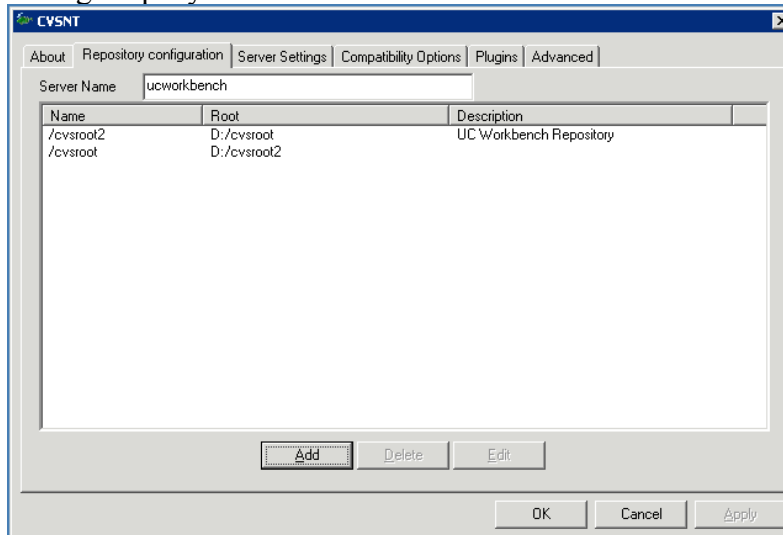 CVSNT
About Repository configuration Server Settings Compatibility Options Plugins Advanced
Server Name ucworkbench
Name Root Description
/cvsroot2 D:/cvsroot UC Workbench Repository
/cvsroot D:/cvsroot2
Add Delete Edit
OK Cancel Apply